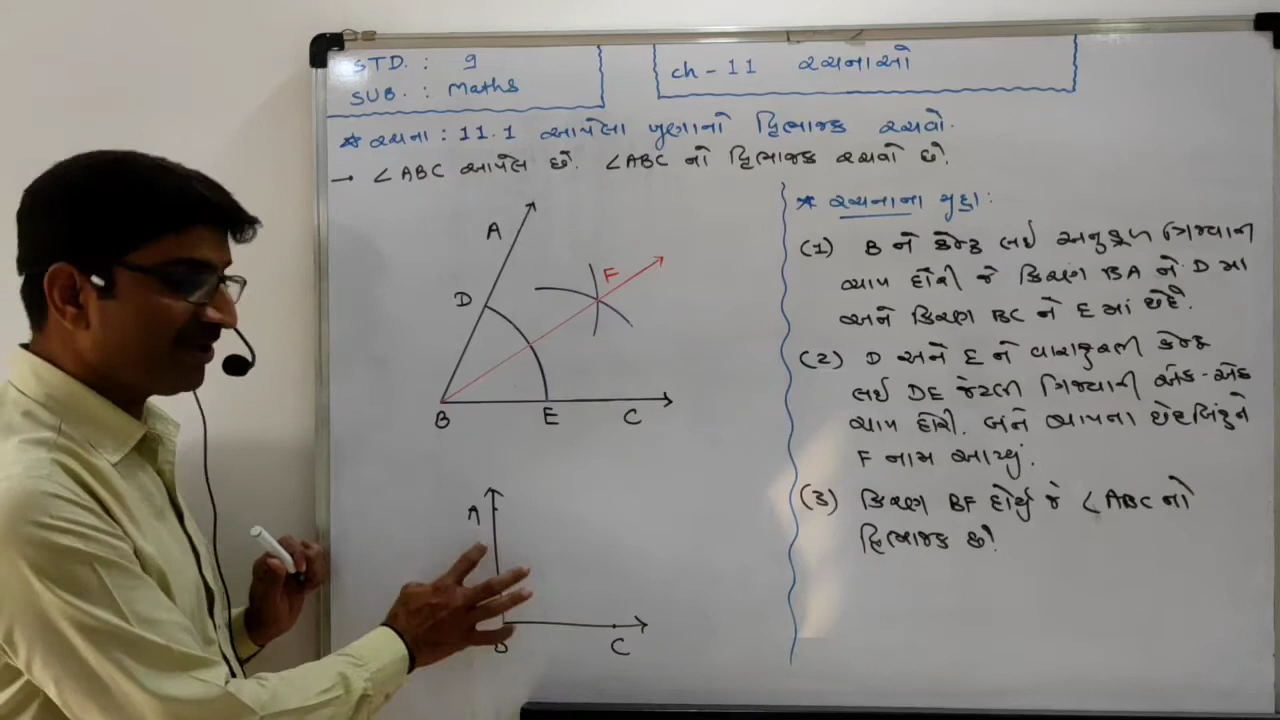 STD. : 9
SUB. : Maths
ch - 11 રચનાઓ
* રચના : 11.1 આપેલા ખૂણાનો દ્વિભાજક રચવો.
→ ∠ABC આપેલ છે. ∠ABC નો દ્વિભાજક રચવો છે.
A
D
F
B
E
C
A
B
C
* રચનાના મુદ્દા :
(1) B ને કેન્દ્ર લઈ અનુકૂળ ત્રિજ્યાની
ચાપ દોરી જે કિરણ BA ને D માં
અને કિરણ BC ને E માં છેદે.
(2) D અને E ને વારાફરતી કેન્દ્ર
લઈ DE જેટલી ત્રિજ્યાની એક-એક
ચાપ દોરી. બંને ચાપના છેદબિંદુને
F નામ આપ્યું.
(3) કિરણ BF દોર્યું જે ∠ABC નો
દ્વિભાજક છે.